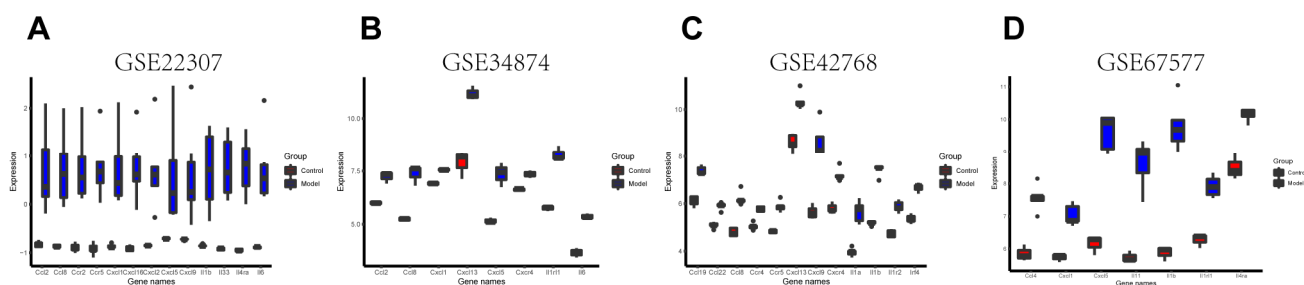 A
GSE22307
Expression
2
1
0
−1
Ccl2 Ccl8 Ccr2 Ccr5 Cxcl1 Cxcl16 Cxcl2 Cxcl5 Cxcl9 Il1b Il33 Il4ra Il6
Gene names
Group
Control
Model
B
GSE34874
Expression
10.0
7.5
5.0
Ccl2 Ccl8 Cxcl1 Cxcl13 Cxcl5 Cxcr4 Il1rl1 Il6
Gene names
Group
Control
Model
C
GSE42768
Expression
10
8
6
4
Ccl19 Ccl22 Ccl8 Ccr4 Ccr5 Cxcl13 Cxcl9 Cxcr4 Il1a Il1b Il1r2 Irf4
Gene names
Group
Control
Model
D
GSE67577
Expression
11
10
9
8
7
6
Ccl4 Cxcl1 Cxcl5 Il11 Il1b Il1rl1 Il4ra
Gene names
Group
Control
Model